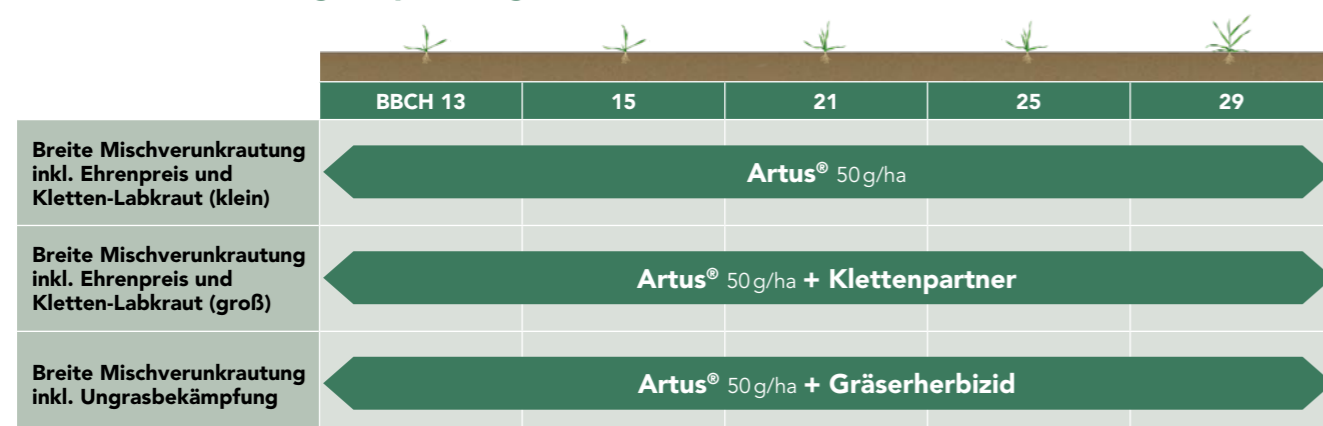 BBCH 13 15 21 25 29
Breite Mischverunkrautung
inkl. Ehrenpreis und
Kletten-Labkraut (klein)
Artus® 50 g/ha
Breite Mischverunkrautung
inkl. Ehrenpreis und
Kletten-Labkraut (groß)
Artus® 50 g/ha + Klettenpartner
Breite Mischverunkrautung
inkl. Ungrasbekämpfung
Artus® 50 g/ha + Gräserherbizid